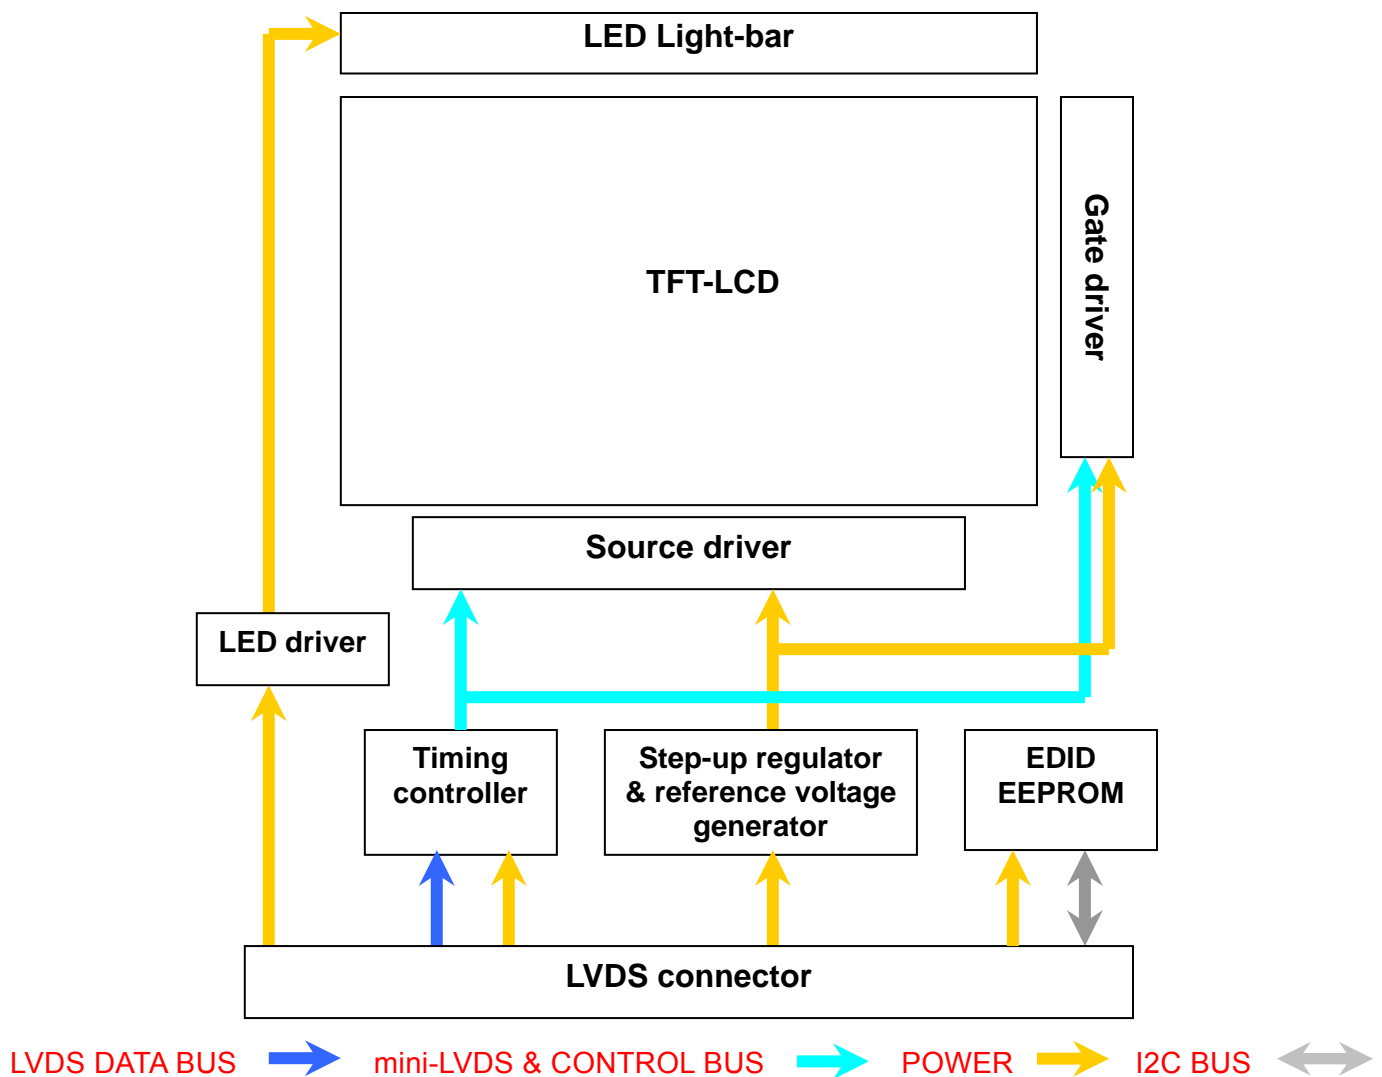 LED Light-bar
TFT-LCD
Gate driver
Source driver
LED driver
Timing
controller
Step-up regulator
& reference voltage
generator
EDID
EEPROM
LVDS connector
LVDS DATA BUS
mini-LVDS & CONTROL BUS
POWER
I2C BUS